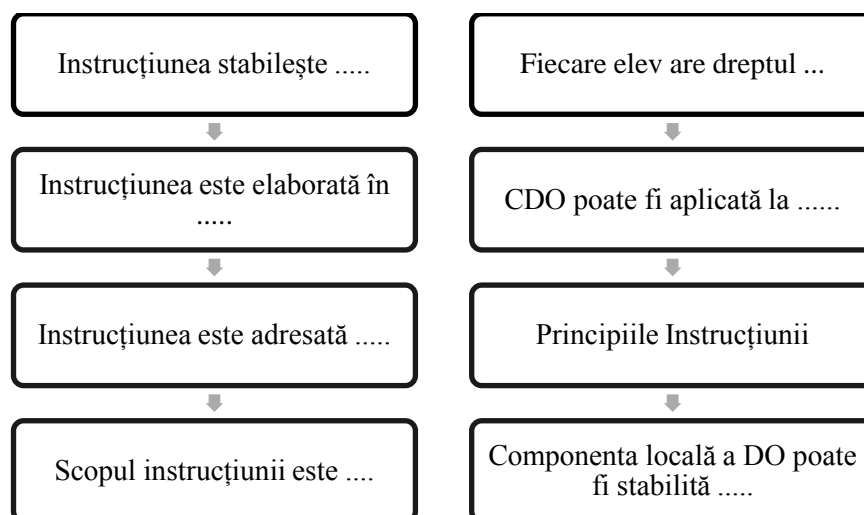 Instrucțiunea stabilește .....
Instrucțiunea este elaborată în
.....
Instrucțiunea este adresată .....
Scopul instrucțiunii este ....
Fiecare elev are dreptul ...
CDO poate fi aplicată la ......
Principiile Instrucțiunii
Componenta locală a DO poate
fi stabilită .....